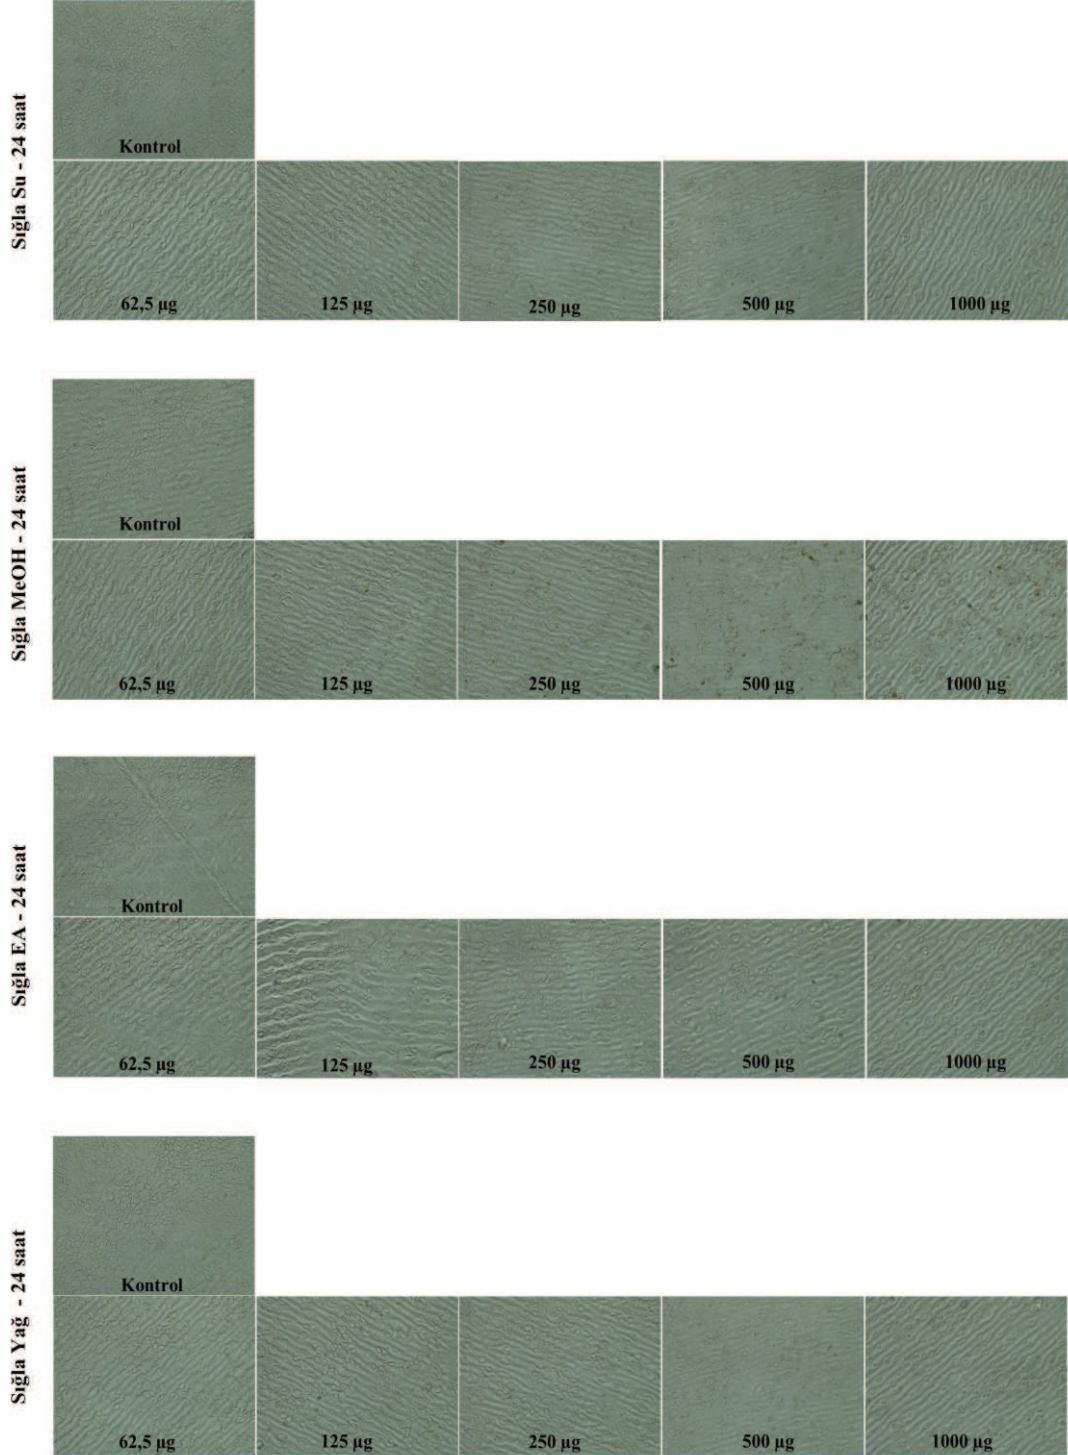 Sığla Su - 24 saat
Kontrol
62,5 µg
125 µg
250 µg
500 µg
1000 µg
Sığla MeOH - 24 saat
Kontrol
62,5 µg
125 µg
250 µg
500 µg
1000 µg
Sığla EA - 24 saat
Kontrol
62,5 µg
125 µg
250 µg
500 µg
1000 µg
Sığla Yağ - 24 saat
Kontrol
62,5 µg
125 µg
250 µg
500 µg
1000 µg